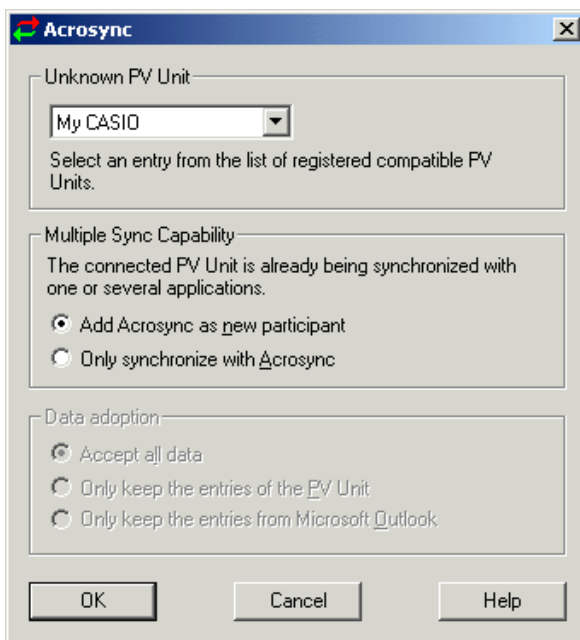 Acrosync
Unknown PV Unit
My CASIO
Select an entry from the list of registered compatible PV
Units.
Multiple Sync Capability
The connected PV Unit is already being synchronized with
one or several applications.
Add Acrosync as new participant
Only synchronize with Acrosync
Data adoption
Accept all data
Only keep the entries of the PV Unit
Only keep the entries from Microsoft Outlook
OK Cancel Help